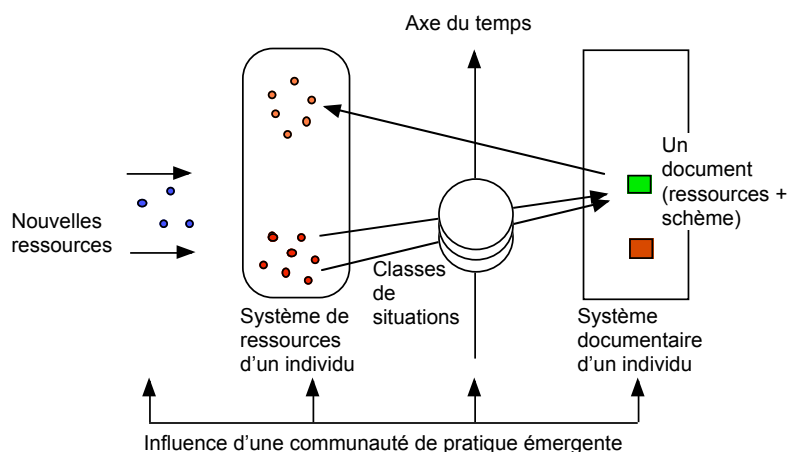 Axe du temps
Un
document
(ressources +
schème)
Nouvelles
ressources
Classes
de
situations
Système de
ressources
d'un individu
Système
documentaire
d'un individu
Influence d'une communauté de pratique émergente